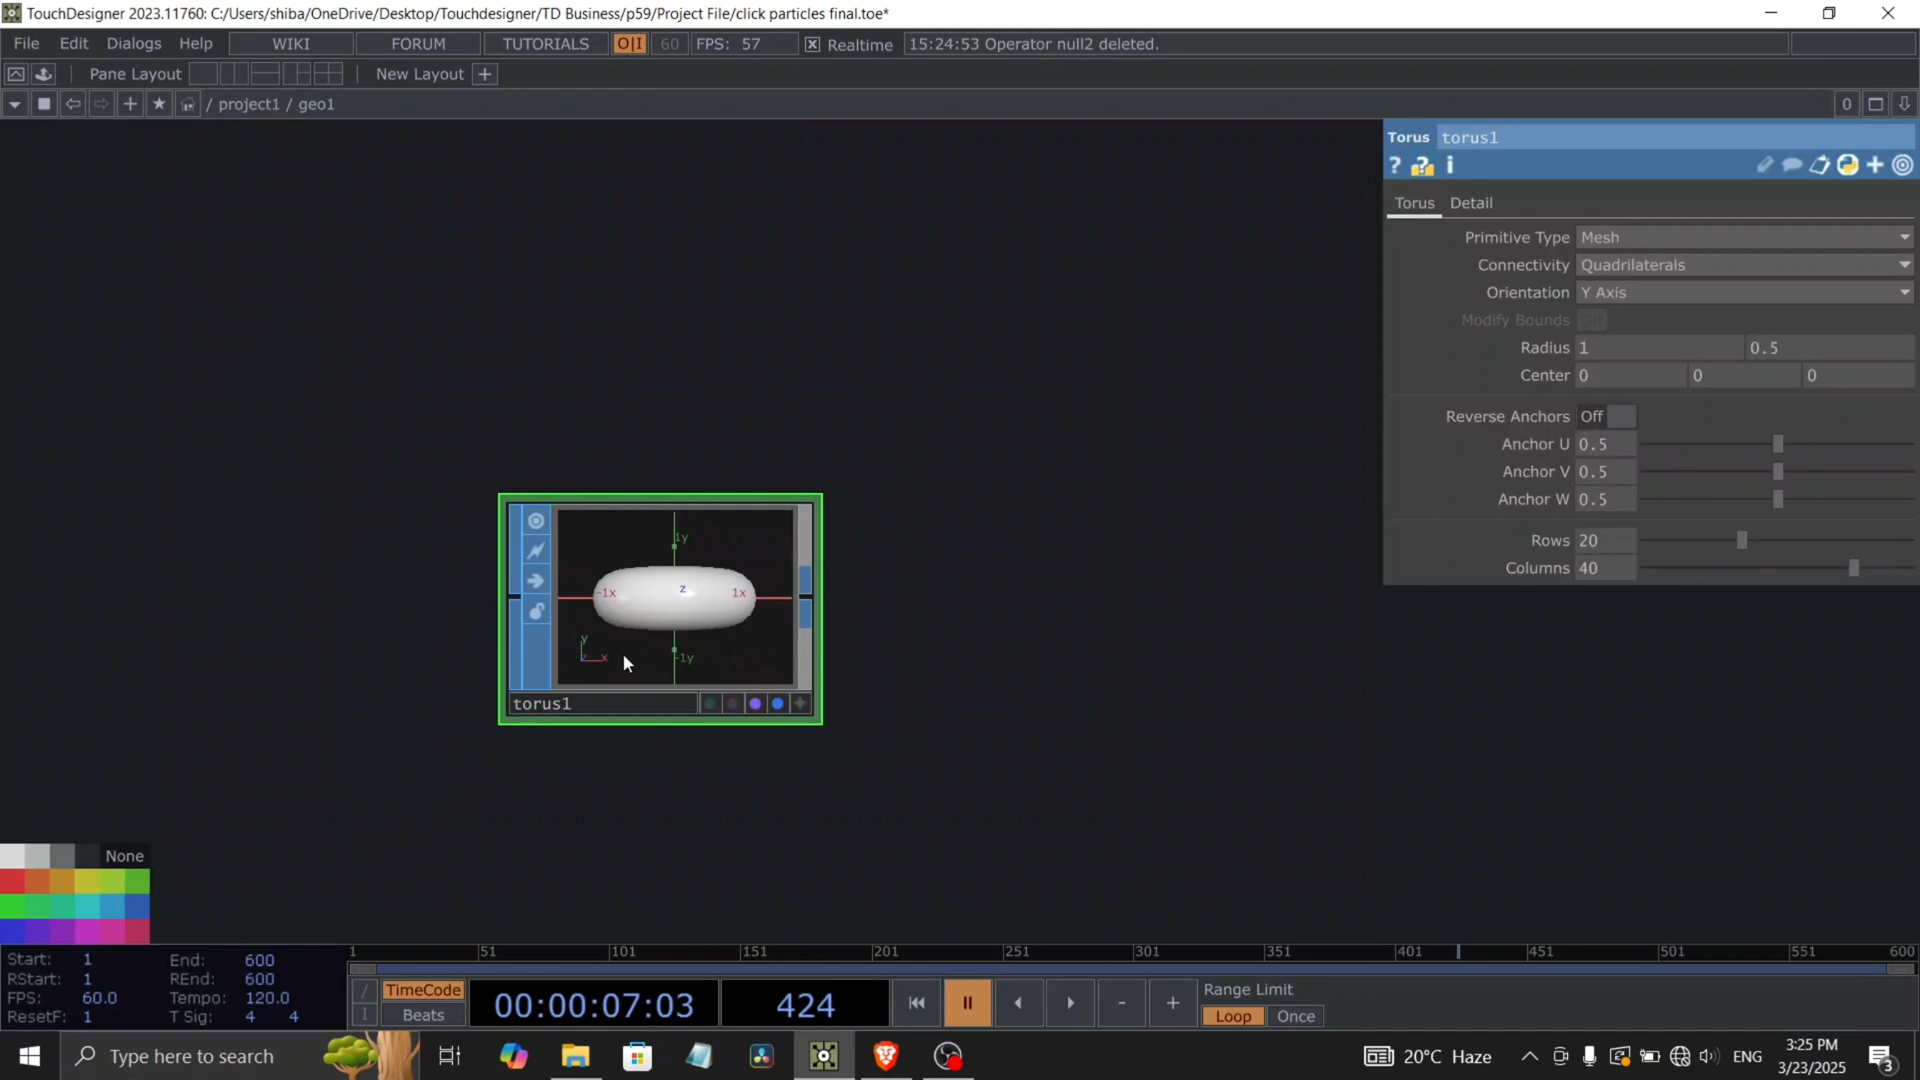 TouchDesigner 2023.11760: C:/Users/shiba/OneDrive/Desktop/Touchdesigner/TD Business/p59/Project File/click particles final.toe*
File Edit Dialogs Help WIKI FORUM TUTORIALS O|I 60 FPS: 57 Realtime 15:24:53 Operator null2 deleted.
Pane Layout New Layout +
/ project1 / geo1 0
Torus torus1
? ? i
Torus Detail
Primitive Type Mesh
Connectivity Quadrilaterals
Orientation Y Axis
Modify Bounds Off
Radius 1 0.5
Center 0 0 0
Reverse Anchors Off
Anchor U 0.5
Anchor V 0.5
Anchor W 0.5
Rows 20
Columns 40
1y
-1x z 1x
y
z x -1y
torus1
None
1 51 101 151 201 251 301 351 401 451 501 551 600
Start: 1 End: 600
RStart: 1 REnd: 600
FPS: 60.0 Tempo: 120.0
ResetF: 1 T Sig: 4 4
/ TimeCode 00:00:07:03 424 - + Range Limit
I Beats Loop Once
Type here to search 20°C Haze ENG 3:25 PM
3/23/2025 3